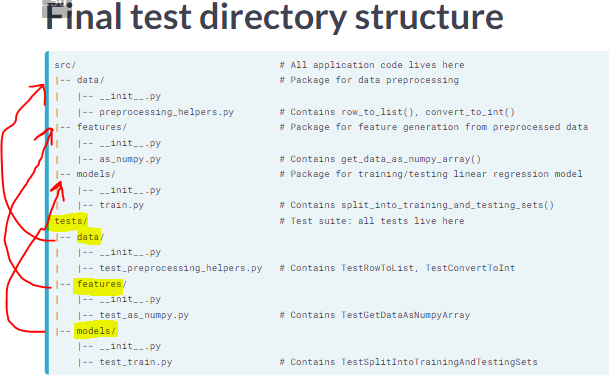 Final test directory structure
src/ # All application code lives here
|-- data/ # Package for data preprocessing
| |-- __init__.py
| |-- preprocessing_helpers.py # Contains row_to_list(), convert_to_int()
|-- features/ # Package for feature generation from preprocessed data
| |-- __init__.py
| |-- as_numpy.py # Contains get_data_as_numpy_array()
|-- models/ # Package for training/testing linear regression model
| |-- __init__.py
| |-- train.py # Contains split_into_training_and_testing_sets()
tests/ # Test suite: all tests live here
|-- data/
| |-- __init__.py
| |-- test_preprocessing_helpers.py # Contains TestRowToList, TestConvertToInt
|-- features/
| |-- __init__.py
| |-- test_as_numpy.py # Contains TestGetDataAsNumpyArray
|-- models/
|-- __init__.py
|-- test_train.py # Contains TestSplitIntoTrainingAndTestingSets